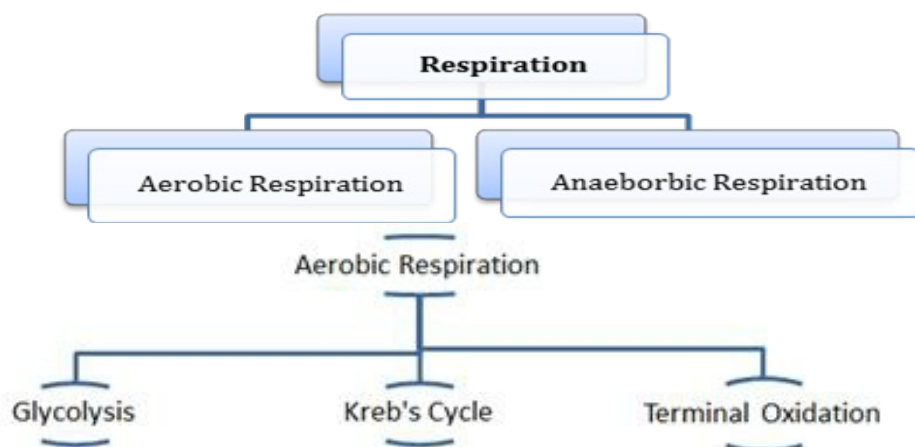 Respiration
Aerobic Respiration
Anaeborbic Respiration
Aerobic Respiration
Glycolysis
Kreb's Cycle
Terminal Oxidation